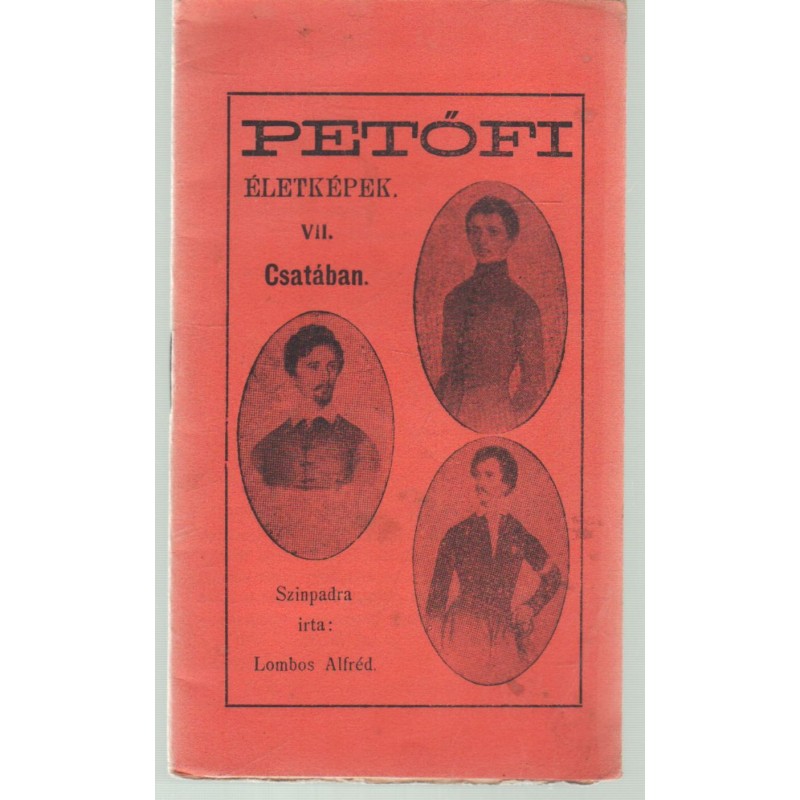 PETŐFI
ÉLETKÉPEK.
VII.
Csatában.
Szinpadra
irta:
Lombos Alfréd.